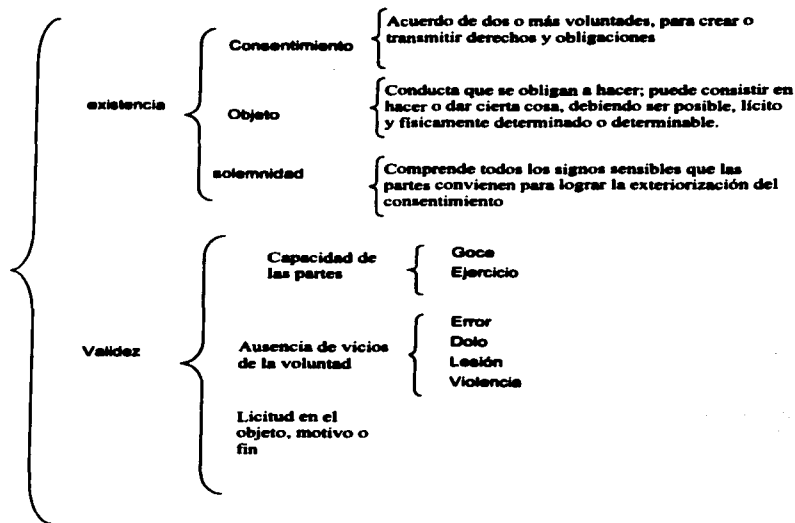 existencia
Consentimiento
Acuerdo de dos o más voluntades, para crear o
transmitir derechos y obligaciones
Objeto
Conducta que se obligan a hacer; puede consistir en
hacer o dar cierta cosa, debiendo ser posible, lícito
y físicamente determinado o determinable.
solemnidad
Comprende todos los signos sensibles que las
partes convienen para lograr la exteriorización del
consentimiento
Validez
Capacidad de
las partes
Goce
Ejercicio
Ausencia de vicios
de la voluntad
Error
Dolo
Lesión
Violencia
Licitud en el
objeto, motivo o
fin